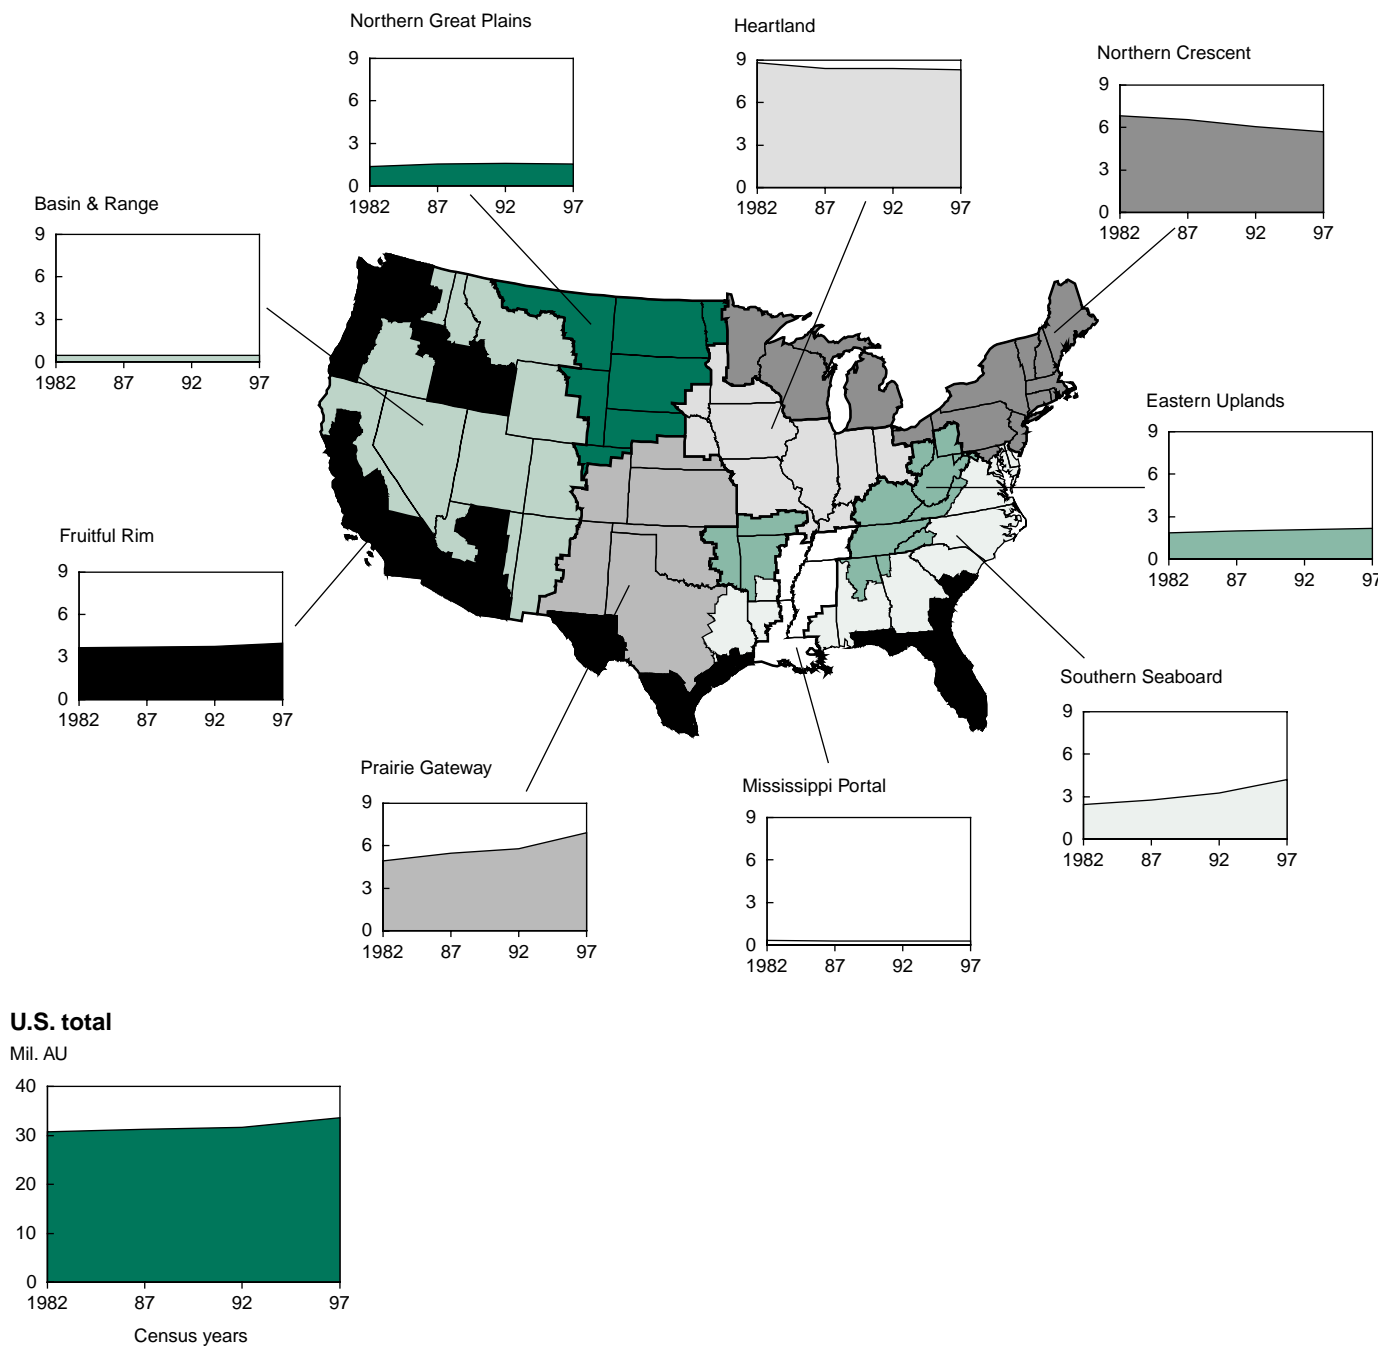 Northern Great Plains
9
6
3
0
1982 87 92 97
Heartland
9
6
3
0
1982 87 92 97
Northern Crescent
9
6
3
0
1982 87 92 97
Basin & Range
9
6
3
0
1982 87 92 97
Eastern Uplands
9
6
3
0
1982 87 92 97
Fruitful Rim
9
6
3
0
1982 87 92 97
Southern Seaboard
9
6
3
0
1982 87 92 97
Prairie Gateway
9
6
3
0
1982 87 92 97
Mississippi Portal
9
6
3
0
1982 87 92 97
U.S. total
Mil. AU
40
30
20
10
0
1982 87 92 97
Census years